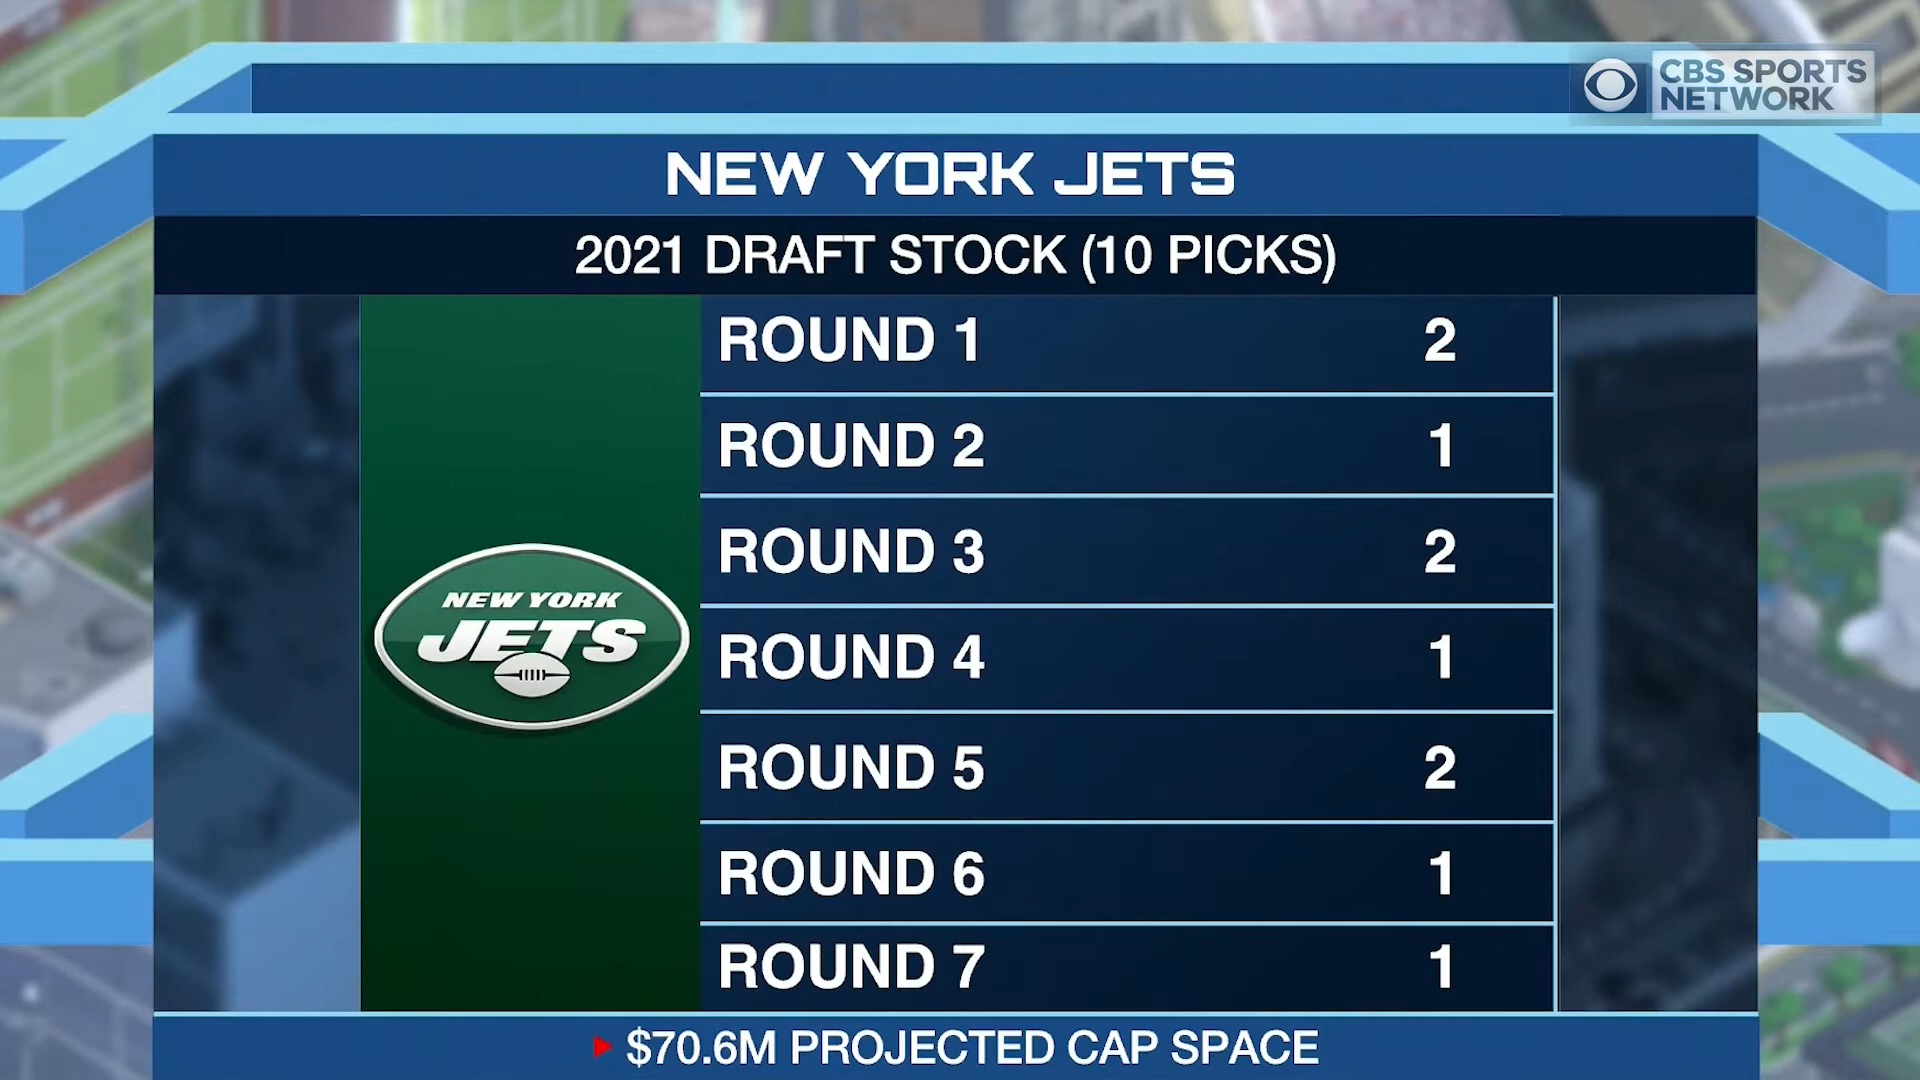 CBS SPORTS
NETWORK
NEW YORK JETS
2021 DRAFT STOCK (10 PICKS)
NEW YORK
JETS
ROUND 1 2
ROUND 2 1
ROUND 3 2
ROUND 4 1
ROUND 5 2
ROUND 6 1
ROUND 7 1
$70.6M PROJECTED CAP SPACE